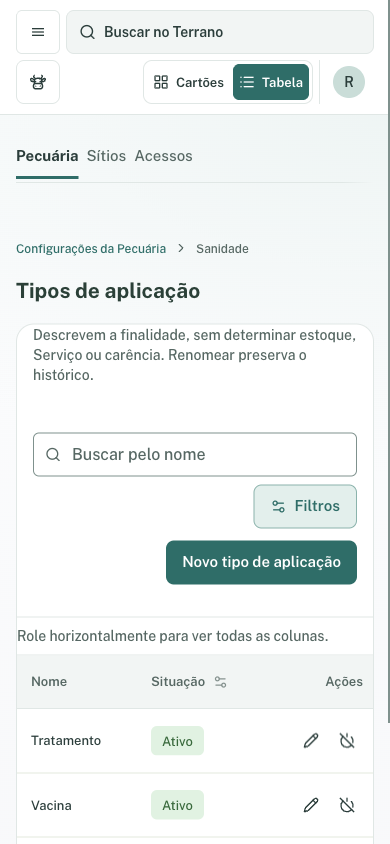 Buscar no Terrano
Cartões
Tabela
R
Pecuária Sítios Acessos
Configurações da Pecuária > Sanidade
Tipos de aplicação
Descrevem a finalidade, sem determinar estoque,
Serviço ou carência. Renomear preserva o
histórico.
Buscar pelo nome
Filtros
Novo tipo de aplicação
Role horizontalmente para ver todas as colunas.
Nome Situação Ações
Tratamento Ativo
Vacina Ativo